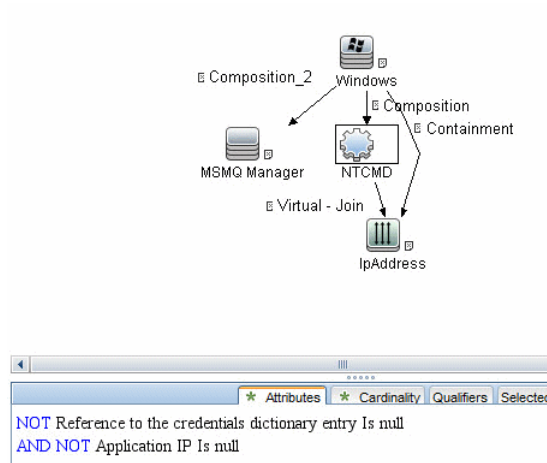 Composition_2
Windows
Composition
Containment
MSMQ Manager
NTCMD
Virtual - Join
IpAddress
Attributes Cardinality Qualifiers Selected
NOT Reference to the credentials dictionary entry Is null
AND NOT Application IP Is null